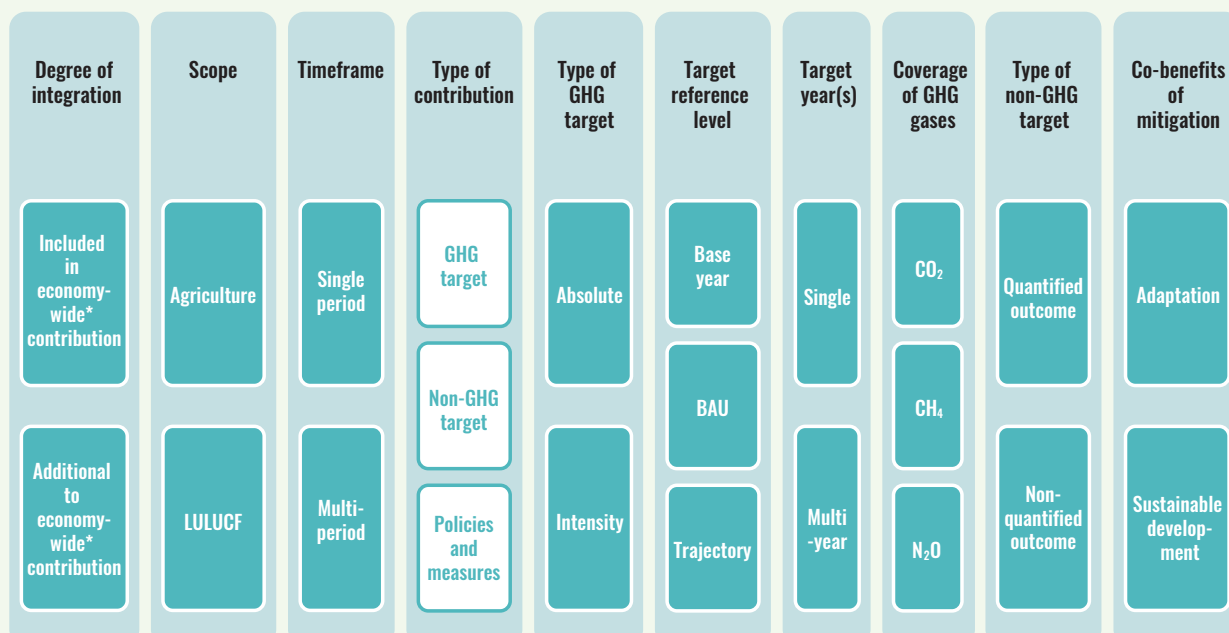 Degree of
integration
Included
in
economy-
wide*
contribution
Additional
to
economy-
wide*
contribution
Scope
Agriculture
LULUCF
Timeframe
Single
period
Multi-
period
Type of
contribution
GHG
target
Non-GHG
target
Policies
and
measures
Type of
GHG
target
Absolute
Intensity
Target
reference
level
Base
year
BAU
Trajectory
Target
year(s)
Single
Multi
-year
Coverage
of GHG
gases
CO₂
CH₄
N₂O
Type of
non-GHG
target
Quantified
outcome
Non-
quantified
outcome
Co-benefits
of
mitigation
Adaptation
Sustainable
develop-
ment